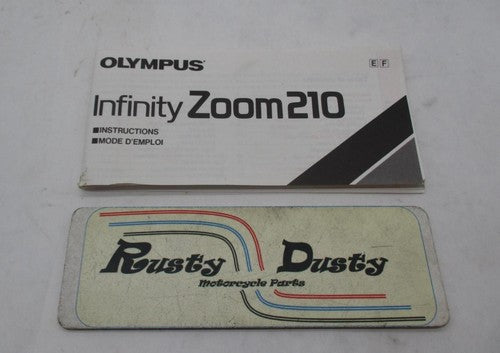 OLYMPUS
E F
Infinity Zoom 210
■INSTRUCTIONS
■MODE D'EMPLOI
Rusty Dusty
Motorcycle Parts